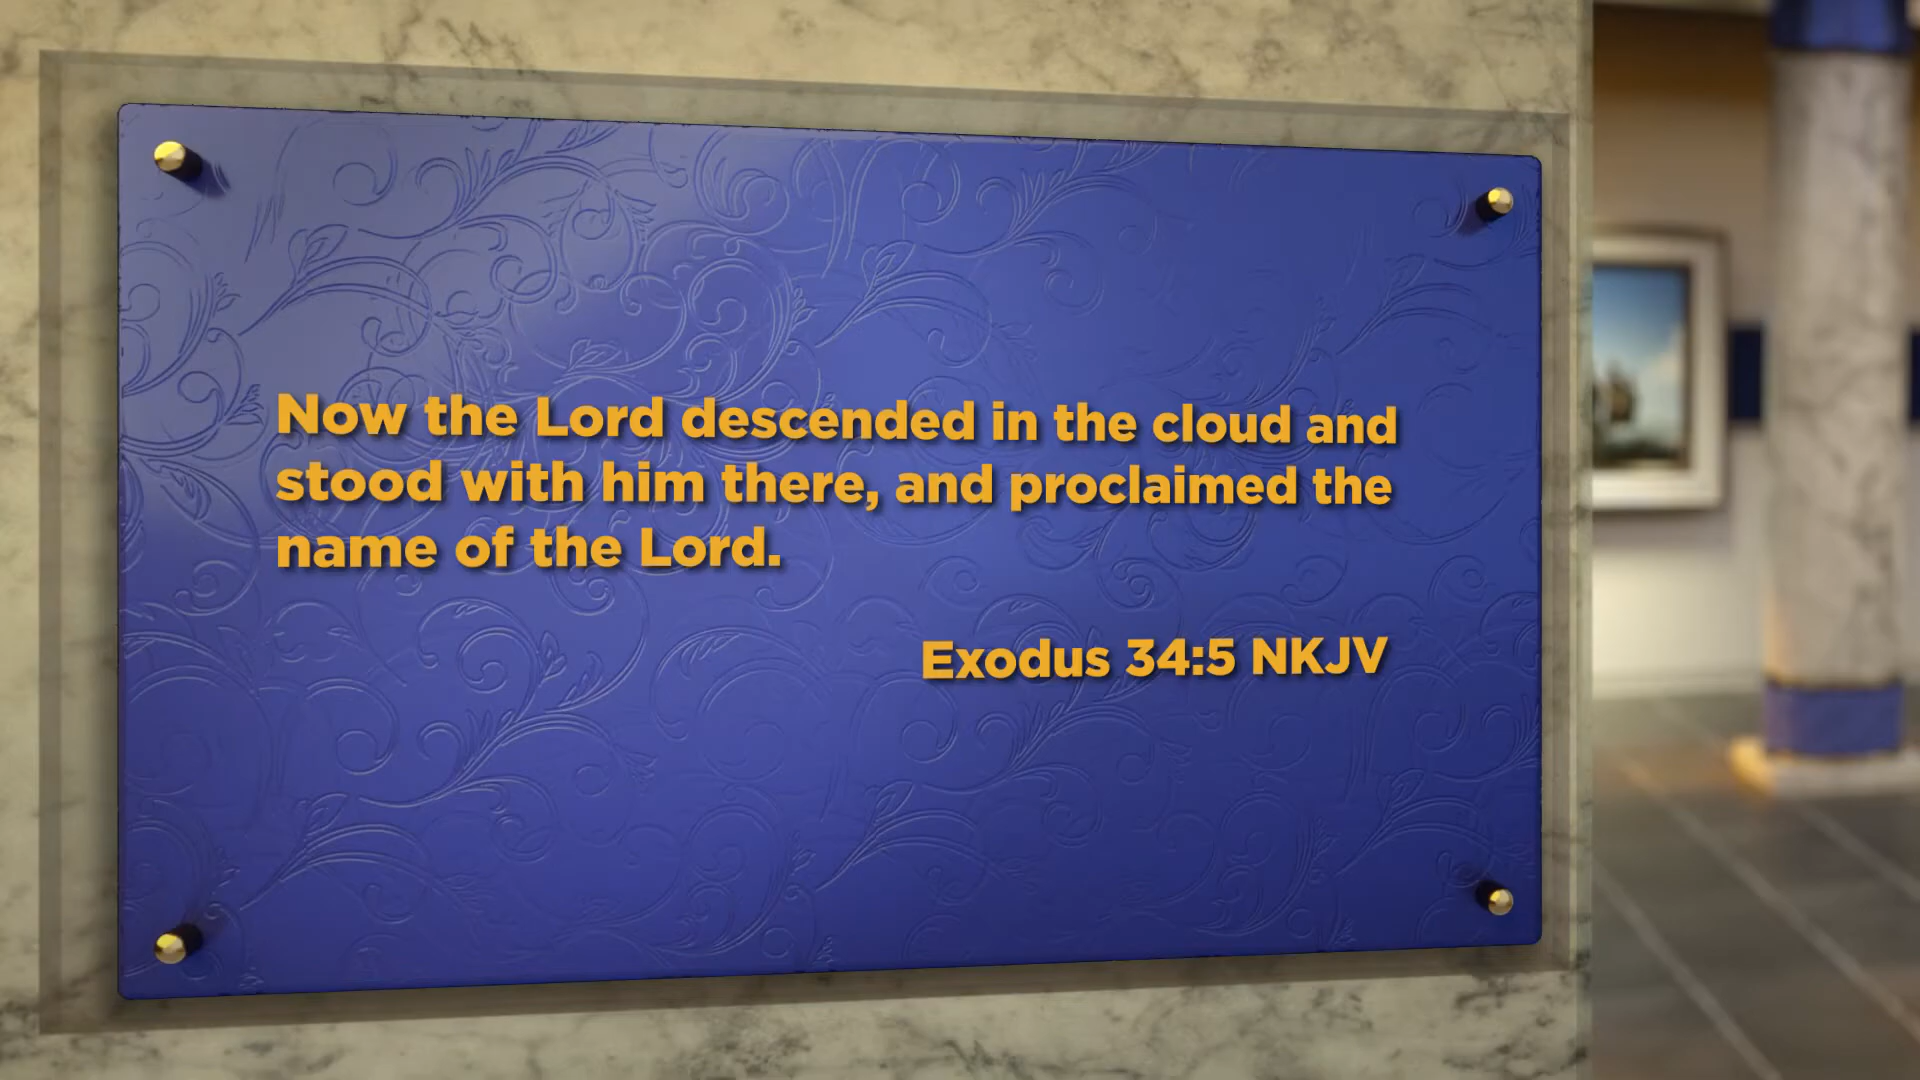 Now the Lord descended in the cloud and
stood with him there, and proclaimed the
name of the Lord.
Exodus 34:5 NKJV